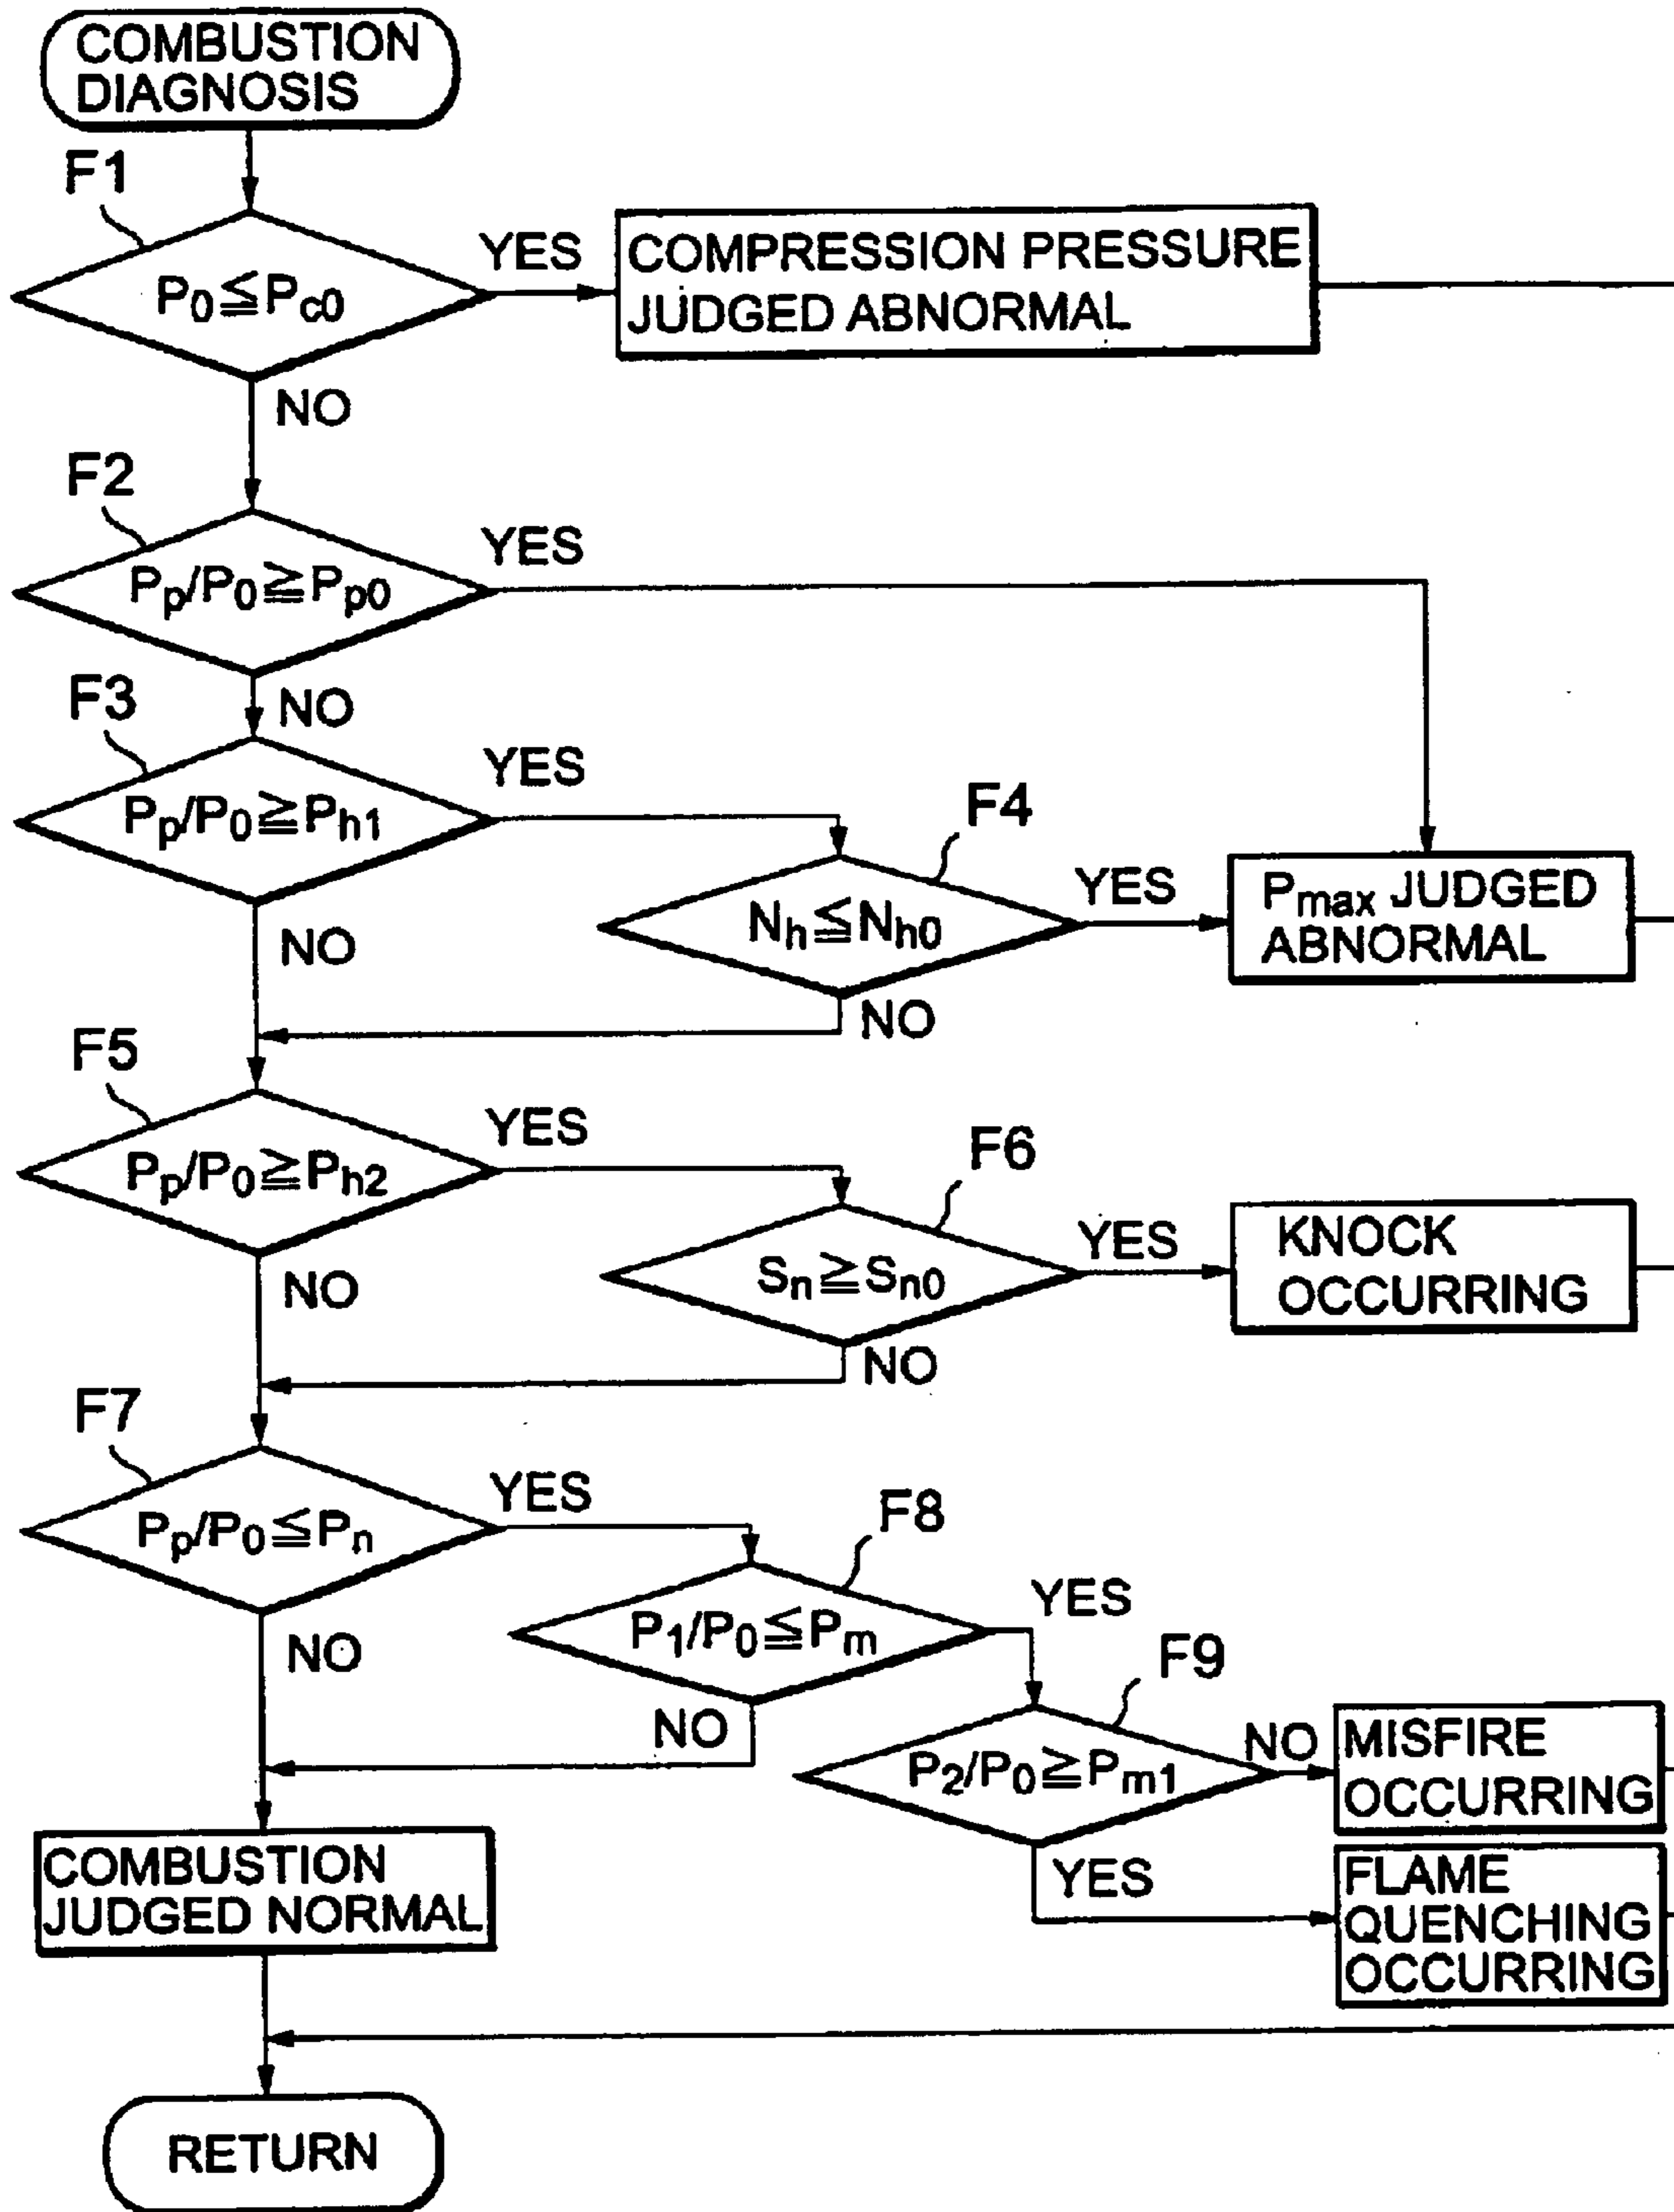 COMBUSTION
DIAGNOSIS
F1
P0≦Pc0
YES
COMPRESSION PRESSURE
JUDGED ABNORMAL
NO
F2
Pp/P0≧Pp0
YES
NO
F3
Pp/P0≧Ph1
YES
F4
Nh≦Nh0
YES
Pmax JUDGED
ABNORMAL
NO
NO
F5
Pp/P0≧Ph2
YES
F6
Sn≧Sn0
YES
KNOCK
OCCURRING
NO
NO
F7
Pp/P0≦Pn
YES
F8
P1/P0≦Pm
YES
NO
NO
F9
P2/P0≧Pm1
NO
MISFIRE
OCCURRING
YES
FLAME
QUENCHING
OCCURRING
COMBUSTION
JUDGED NORMAL
RETURN